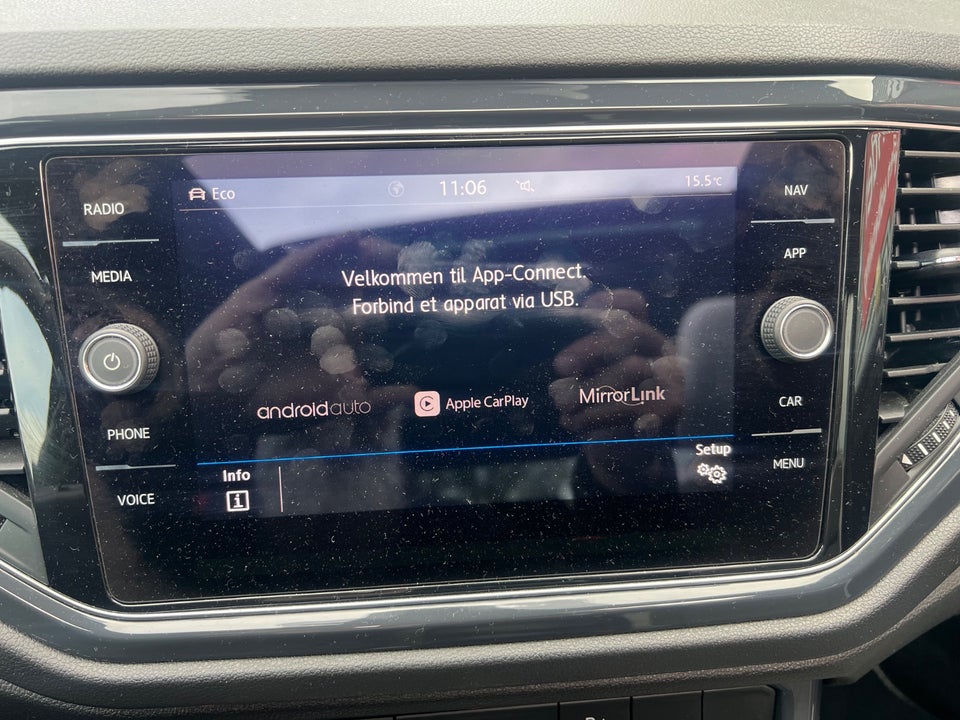 Eco 11:06 15.5°C
RADIO
MEDIA
PHONE
VOICE
NAV
APP
CAR
MENU
Velkommen til App-Connect.
Forbind et apparat via USB.
androidauto Apple CarPlay MirrorLink
Info
i
Setup